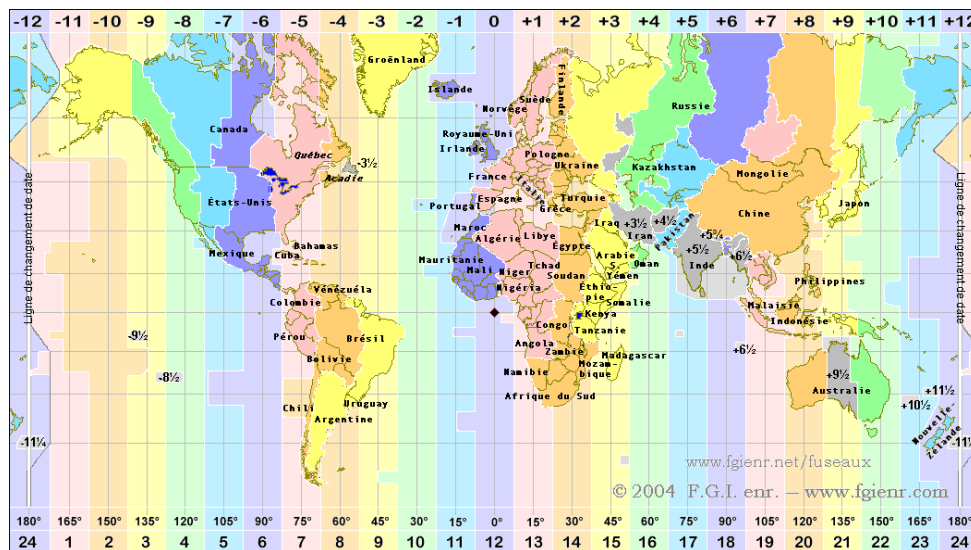 -12 -11 -10 -9 -8 -7 -6 -5 -4 -3 -2 -1 0 +1 +2 +3 +4 +5 +6 +7 +8 +9 +10 +11 +12
Groënland
Finlande
Islande
Suède
Norvège
Russie
Canada
Royaume-Uni
Irlande
Québec
-3½
Acadie
Pologne
Ukraine
Kazakhstan
Mongolie
France
Italie
États-Unis
Espagne
Turquie
Grèce
Portugal
Japon
Chine
Ligne de changement de date
Ligne de changement de date
Maroc
Iraq
+3½
Iran
+4½
Pakistan
+5¾
+5½
+6½
Inde
Bahamas
Mexique
Cuba
Algérie
Libye
Égypte
Arabie
S.
Oman
Mauritanie
Mali
Niger
Tchad
Soudan
Yémen
Philippines
Vénézuéla
Colombie
Nigéria
Éthio-
pie
Somalie
Malaisie
Kenya
Indonésie
Congo
Tanzanie
-9½
Pérou
Brésil
Angola
+6½
Bolivie
Zambie
Madagascar
Mozam-
bique
-8½
Namibie
+9½
Australie
+11½
+10½
Chili
Uruguay
Argentine
Afrique du Sud
Nouvelle-
Zélande
-11¼
-11¼
www.fgienr.net/fuseaux
© 2004 F.G.I. enr. – www.fgienr.com
180° 165° 150° 135° 120° 105° 90° 75° 60° 45° 30° 15° 0° 15° 30° 45° 60° 75° 90° 105° 120° 135° 150° 165° 180°
24 1 2 3 4 5 6 7 8 9 10 11 12 13 14 15 16 17 18 19 20 21 22 23 24